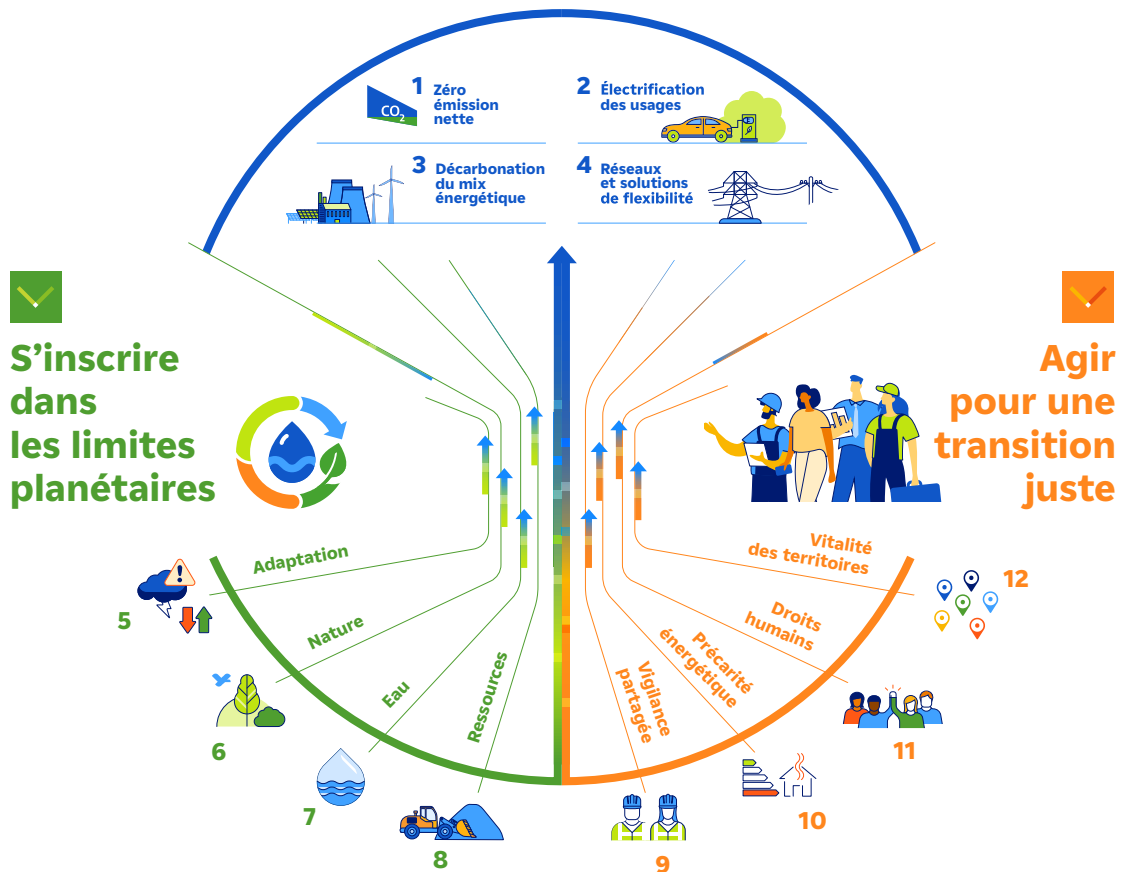 1 Zéro
émission
nette
CO2
2 Électrification
des usages
3 Décarbonation
du mix
énergétique
4 Réseaux
et solutions
de flexibilité
S’inscrire
dans
les limites
planétaires
Agir
pour une
transition
juste
Adaptation
5
Nature
6
Eau
7
Ressources
8
Vigilance
partagée
9
Précarité
énergétique
10
Droits
humains
11
Vitalité
des territoires
12